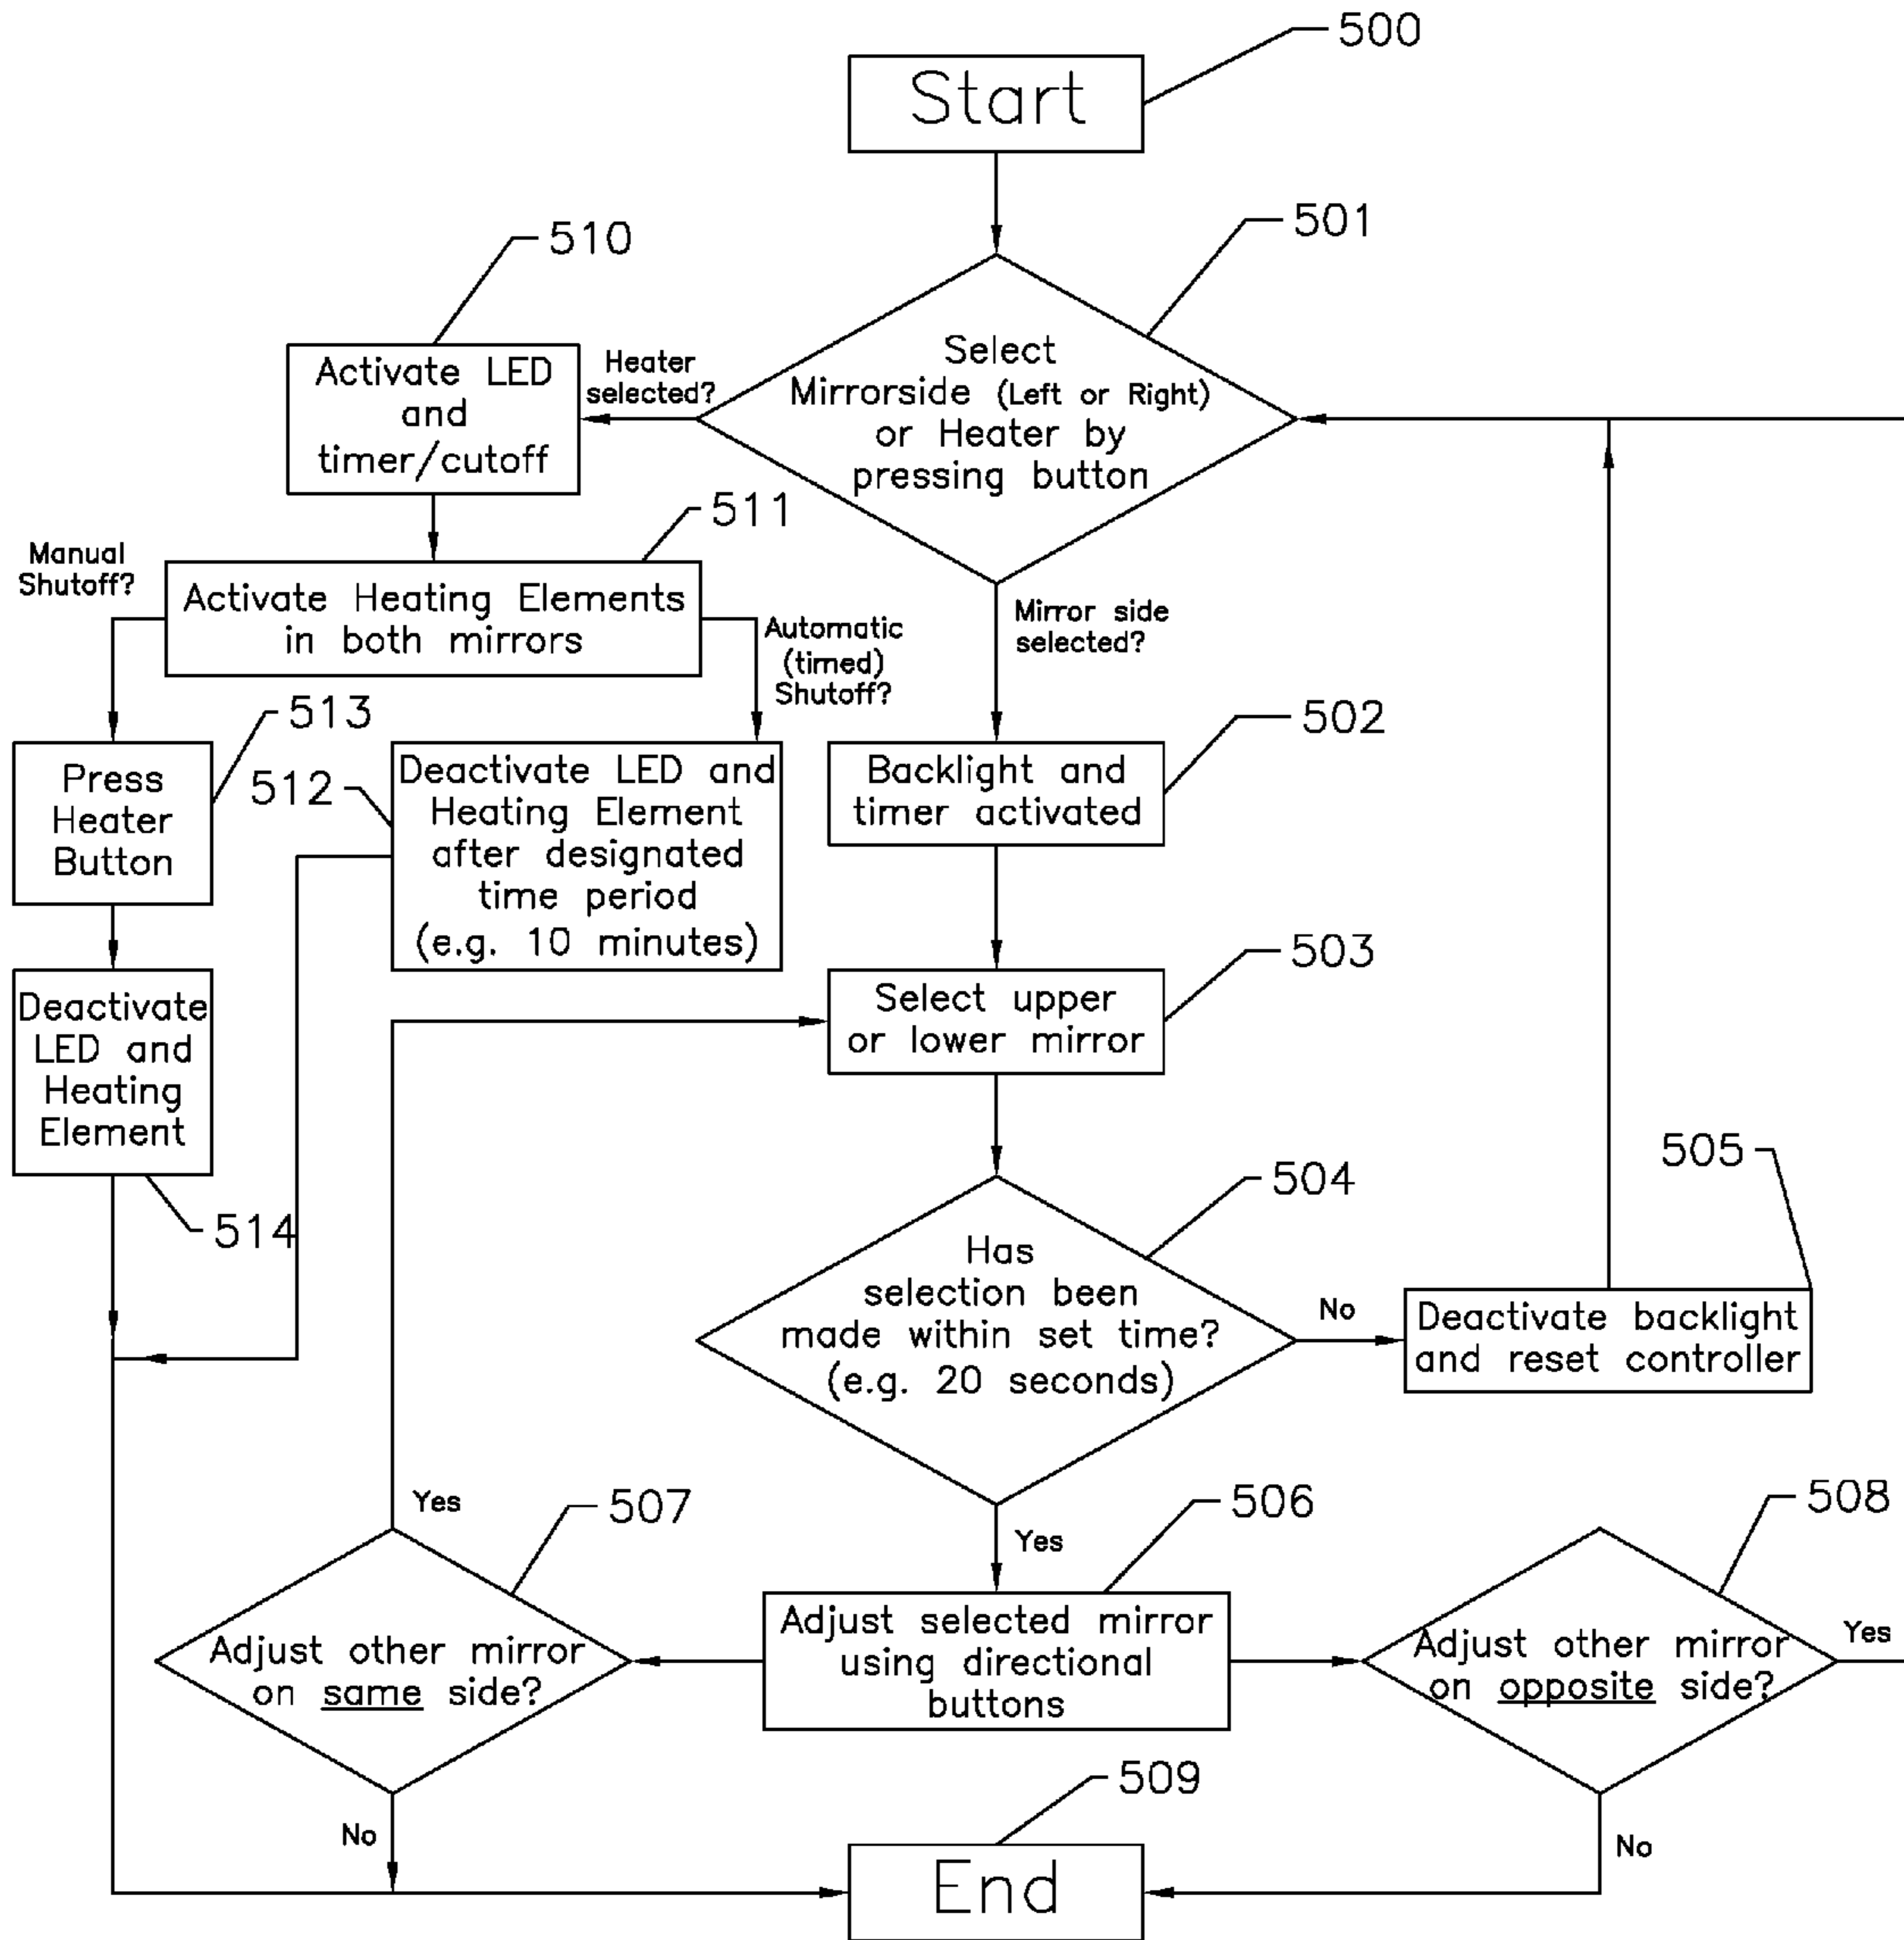 500
Start
501
510
Select
Mirrorside (Left or Right)
or Heater by
pressing button
Heater
selected?
Activate LED
and
timer/cutoff
511
Manual
Shutoff?
Activate Heating Elements
in both mirrors
Automatic
(timed)
Shutoff?
Mirror side
selected?
513
512
502
Press
Heater
Button
Deactivate LED and
Heating Element
after designated
time period
(e.g. 10 minutes)
Backlight and
timer activated
503
Deactivate
LED and
Heating
Element
Select upper
or lower mirror
514
504
505
Has
selection been
made within set time?
(e.g. 20 seconds)
No
Deactivate backlight
and reset controller
Yes
507
Yes
506
508
Adjust other mirror
on same side?
Adjust selected mirror
using directional
buttons
Adjust other mirror
on opposite side?
Yes
No
509
No
End